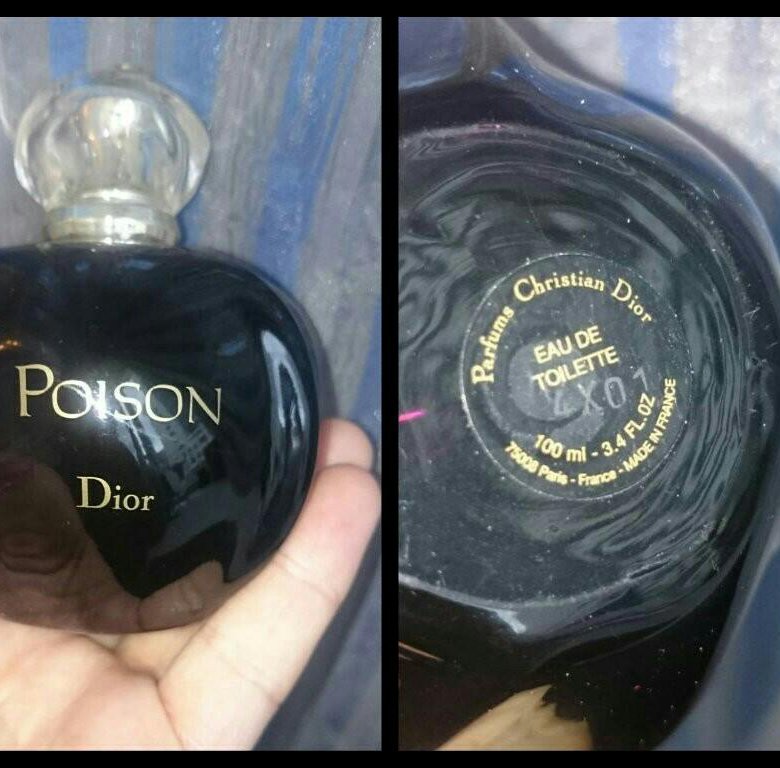 POISON
Dior
Parfums Christian Dior
EAU DE
TOILETTE
4X01
100 ml - 3.4 FL.OZ
75008 Paris - France - MADE IN FRANCE